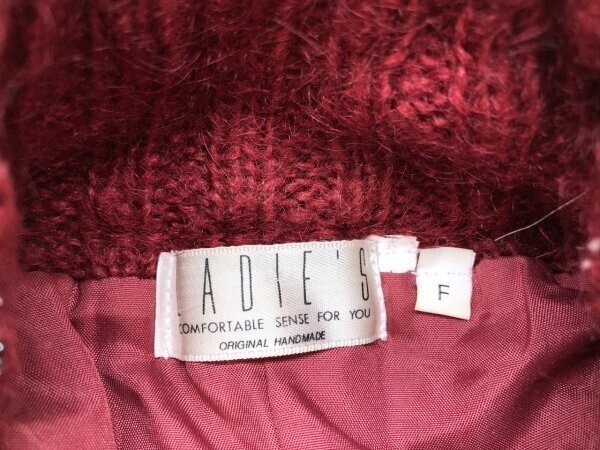 LADIE'S
COMFORTABLE SENSE FOR YOU
ORIGINAL HANDMADE
F